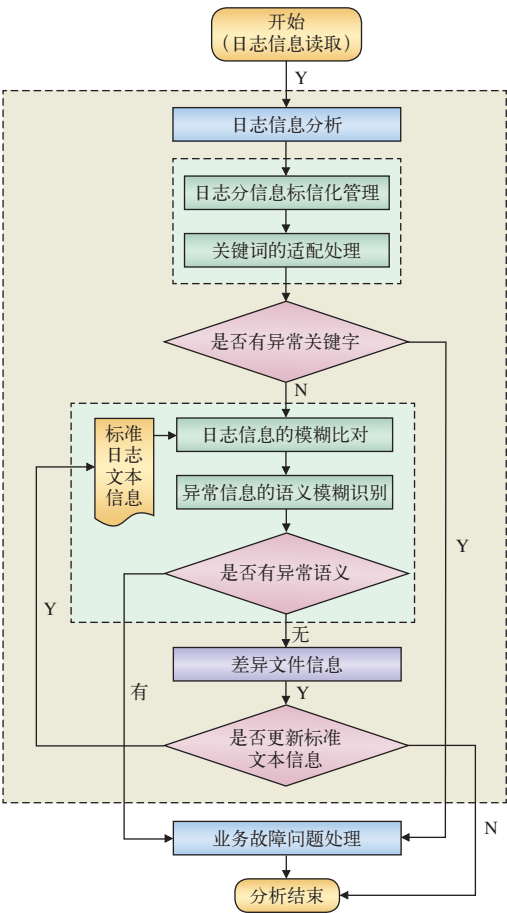 开始
（日志信息读取）
Y
日志信息分析
日志分信息标信化管理
关键词的适配处理
是否有异常关键字
N
标准
日志
文本
信息
日志信息的模糊比对
异常信息的语义模糊识别
Y
是否有异常语义
Y
无
差异文件信息
有
Y
是否更新标准
文本信息
N
业务故障问题处理
分析结束